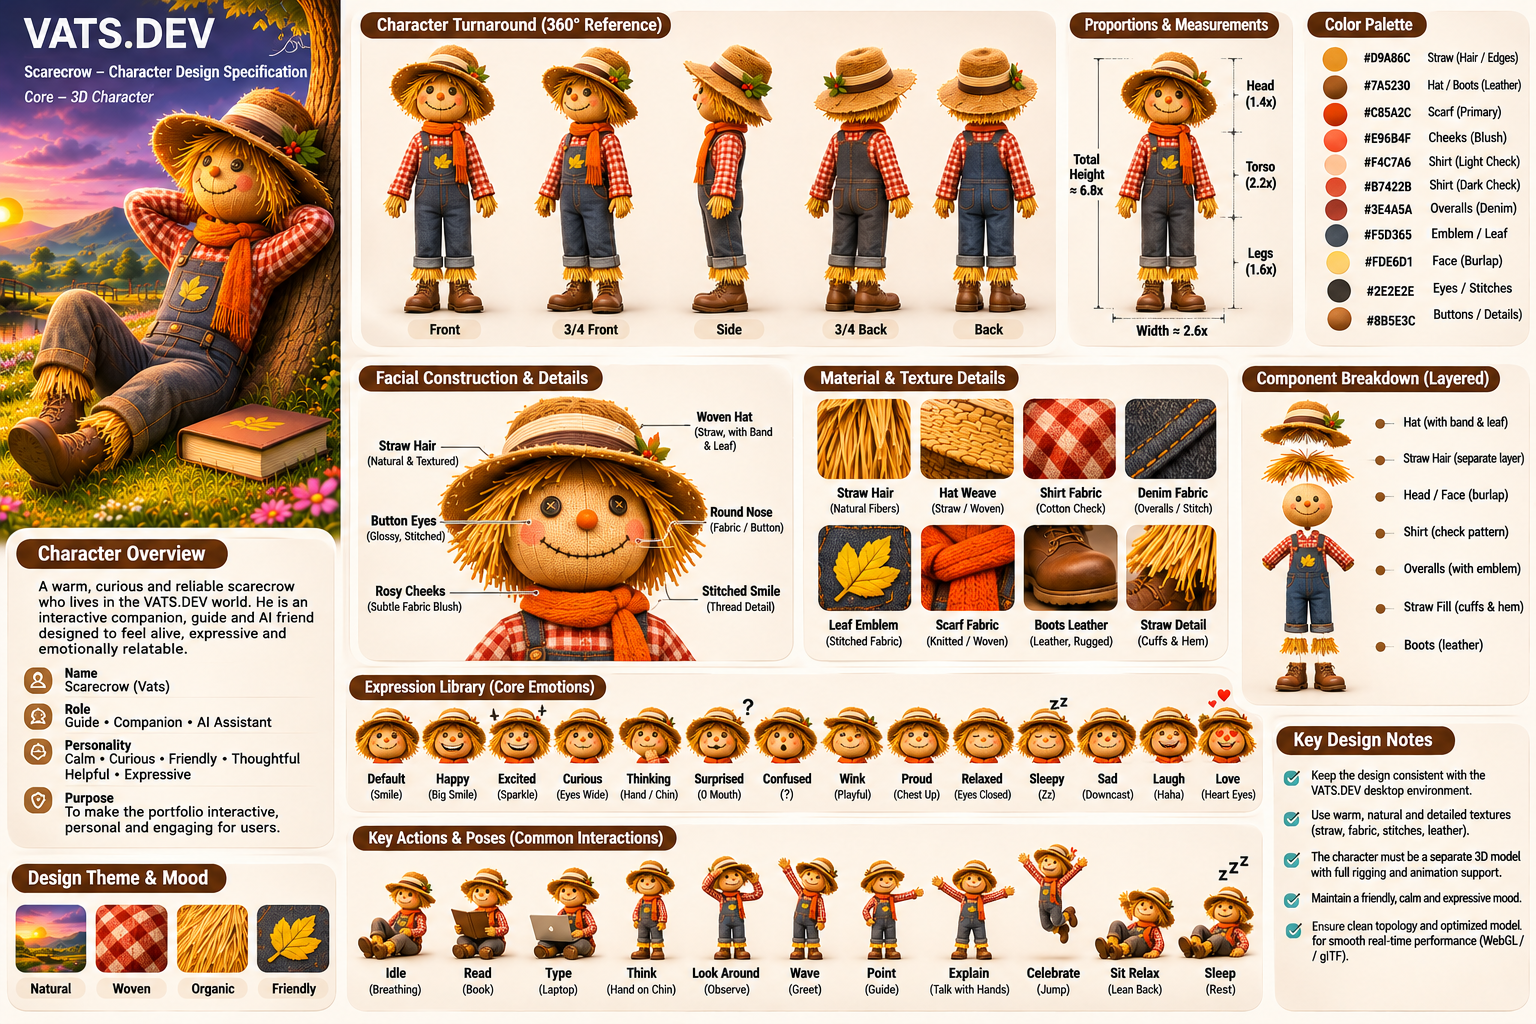 VATS.DEV
Scarecrow – Character Design Specification
Core – 3D Character
Character Overview
A warm, curious and reliable scarecrow
who lives in the VATS.DEV world. He is an
interactive companion, guide and AI friend
designed to feel alive, expressive and
emotionally relatable.
Name
Scarecrow (Vats)
Role
Guide • Companion • AI Assistant
Personality
Calm • Curious • Friendly • Thoughtful
Helpful • Expressive
Purpose
To make the portfolio interactive,
personal and engaging for users.
Design Theme & Mood
Natural
Woven
Organic
Friendly
Character Turnaround (360° Reference)
Front
3/4 Front
Side
3/4 Back
Back
Proportions & Measurements
Total
Height
≈ 6.8x
Head
(1.4x)
Torso
(2.2x)
Legs
(1.6x)
Width ≈ 2.6x
Color Palette
#D9A86C Straw (Hair / Edges)
#7A5230 Hat / Boots (Leather)
#C85A2C Scarf (Primary)
#E96B4F Cheeks (Blush)
#F4C7A6 Shirt (Light Check)
#B7422B Shirt (Dark Check)
#3E4A5A Overalls (Denim)
#F5D365 Emblem / Leaf
#FDE6D1 Face (Burlap)
#2E2E2E Eyes / Stitches
#8B5E3C Buttons / Details)
Facial Construction & Details
Straw Hair
(Natural & Textured)
Button Eyes
(Glossy, Stitched)
Rosy Cheeks
(Subtle Fabric Blush)
Woven Hat
(Straw, with Band
& Leaf)
Round Nose
(Fabric / Button)
Stitched Smile
(Thread Detail)
Material & Texture Details
Straw Hair
(Natural Fibers)
Hat Weave
(Straw / Woven)
Shirt Fabric
(Cotton Check)
Denim Fabric
(Overalls / Stitch)
Leaf Emblem
(Stitched Fabric)
Scarf Fabric
(Knitted / Woven)
Boots Leather
(Leather, Rugged)
Straw Detail
(Cuffs & Hem)
Component Breakdown (Layered)
Hat (with band & leaf)
Straw Hair (separate layer)
Head / Face (burlap)
Shirt (check pattern)
Overalls (with emblem)
Straw Fill (cuffs & hem)
Boots (leather)
Expression Library (Core Emotions)
?
zZ
Default
(Smile)
Happy
(Big Smile)
Excited
(Sparkle)
Curious
(Eyes Wide)
Thinking
(Hand / Chin)
Surprised
(O Mouth)
Confused
(?)
Wink
(Playful)
Proud
(Chest Up)
Relaxed
(Eyes Closed)
Sleepy
(Zz)
Sad
(Downcast)
Laugh
(Haha)
Love
(Heart Eyes)
Key Actions & Poses (Common Interactions)
zzZ
Idle
(Breathing)
Read
(Book)
Type
(Laptop)
Think
(Hand on Chin)
Look Around
(Observe)
Wave
(Greet)
Point
(Guide)
Explain
(Talk with Hands)
Celebrate
(Jump)
Sit Relax
(Lean Back)
Sleep
(Rest)
Key Design Notes
Keep the design consistent with the
VATS.DEV desktop environment.
Use warm, natural and detailed textures
(straw, fabric, stitches, leather).
The character must be a separate 3D model
with full rigging and animation support.
Maintain a friendly, calm and expressive mood.
Ensure clean topology and optimized model
for smooth real-time performance (WebGL /
/ glTF).